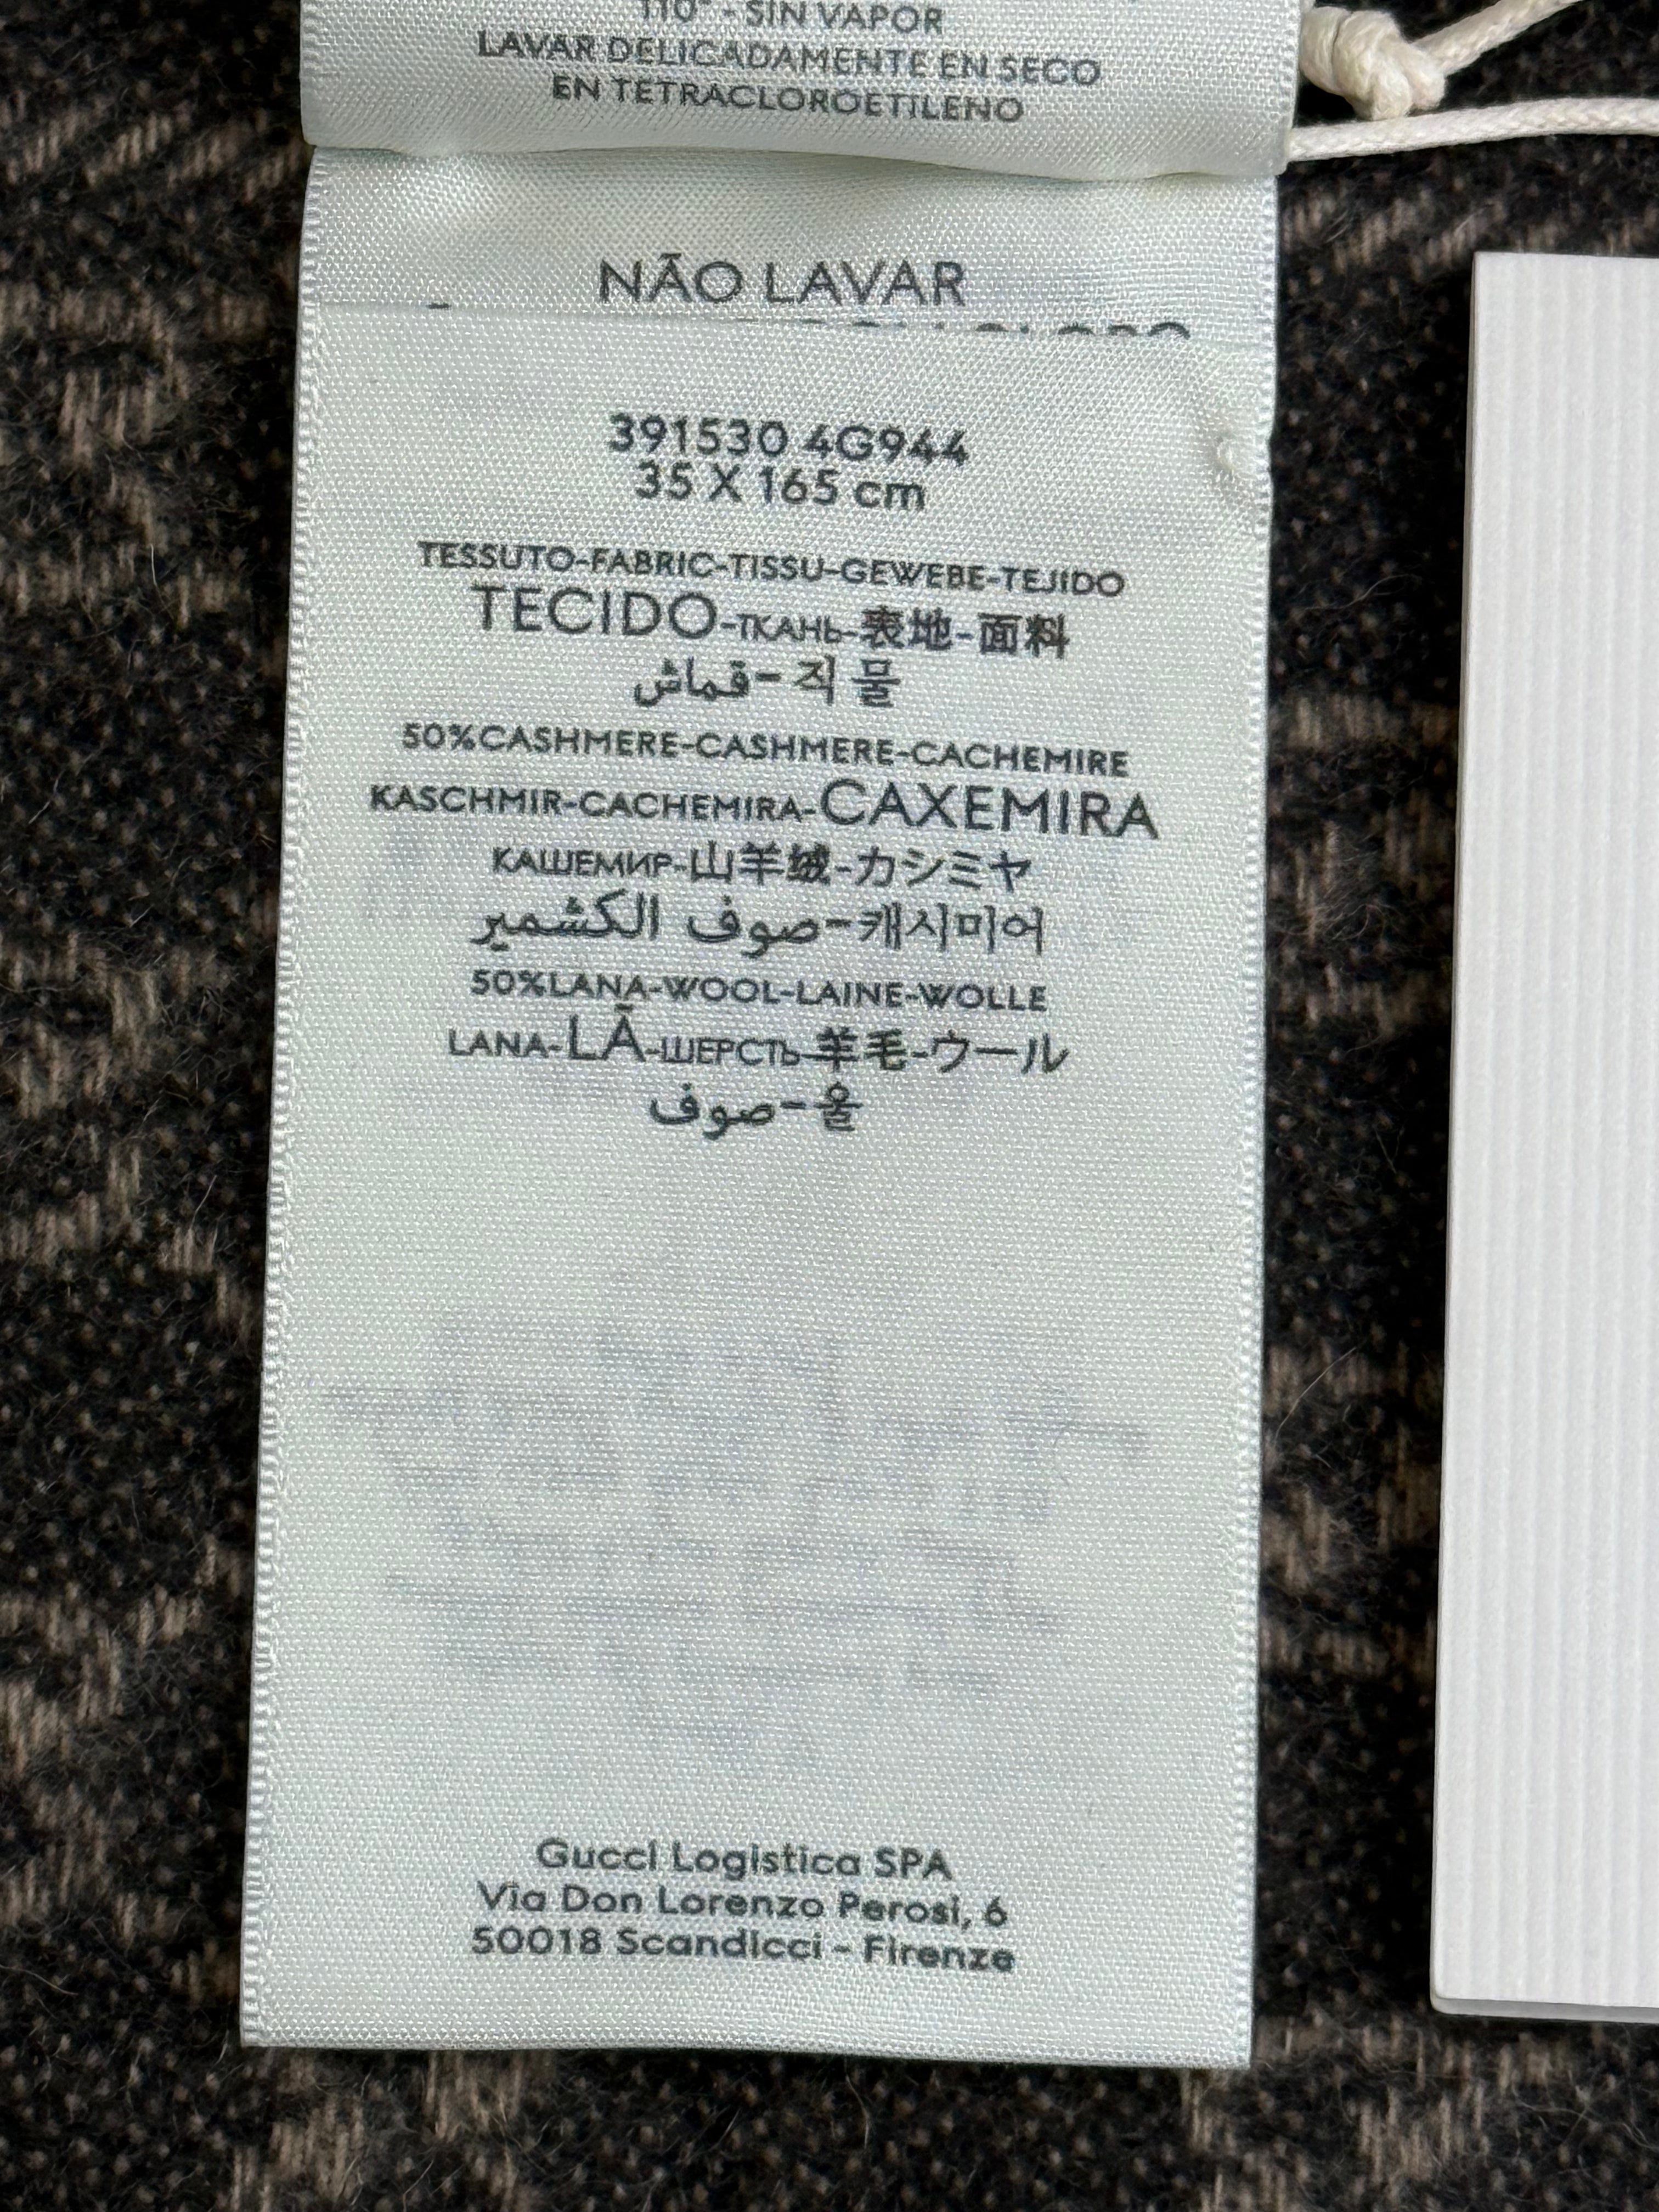 110° - SIN VAPOR
LAVAR DELICADAMENTE EN SECO
EN TETRACLOROETILENO
NÃO LAVAR
391530 4G944
35 X 165 cm
TESSUTO-FABRIC-TISSU-GEWEBE-TEJIDO
TECIDO-ТКАНЬ-表地-面料
قماش-직물
50%CASHMERE-CASHMERE-CACHEMIRE
KASCHMIR-CACHEMIRA-CAXEMIRA
КАШЕМИР-山羊绒-カシミヤ
صوف الكشمير-캐시미어
50%LANA-WOOL-LAINE-WOLLE
LANA-LÃ-ШЕРСТЬ-羊毛-ウール
صوف-울
Gucci Logistica SPA
Via Don Lorenzo Perosi, 6
50018 Scandicci - Firenze